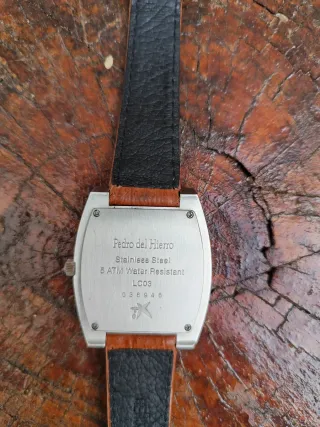 Pedro del Hierro
Stainless Steel
5 ATM Water Resistant
LC03